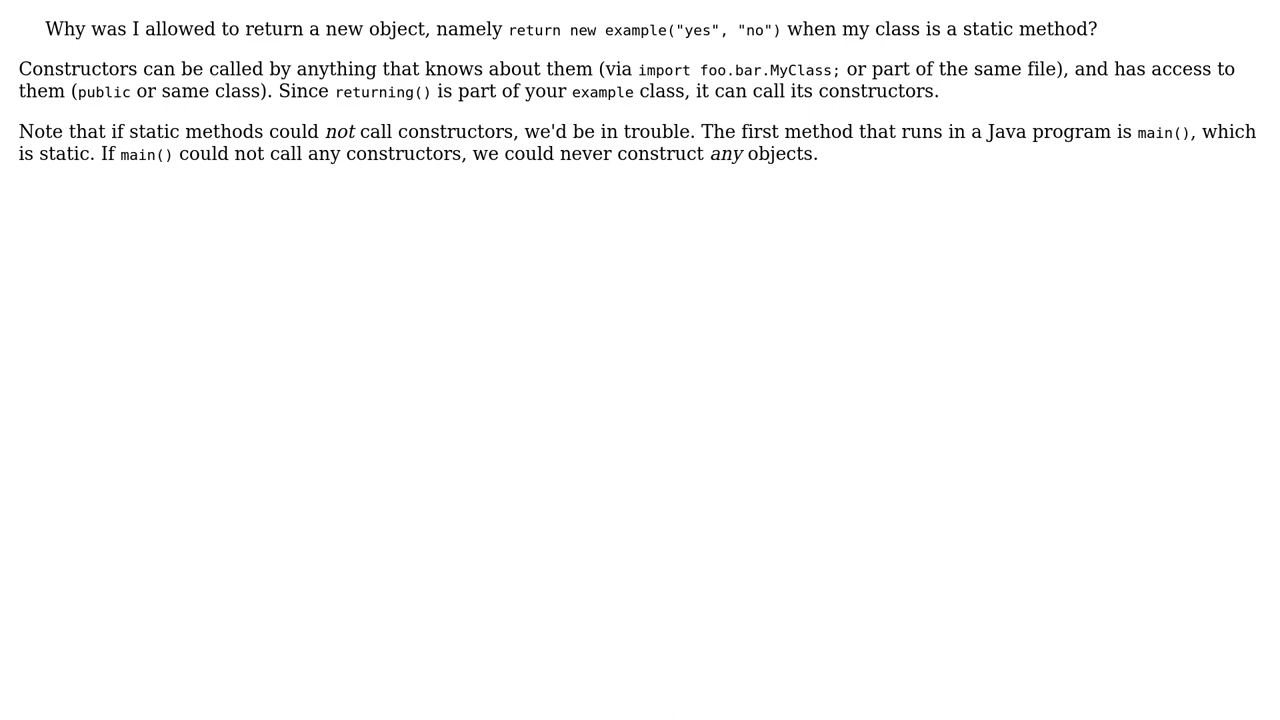 Why was I allowed to return a new object, namely return new example("yes", "no") when my class is a static method?
Constructors can be called by anything that knows about them (via import foo.bar.MyClass; or part of the same file), and has access to
them (public or same class). Since returning() is part of your example class, it can call its constructors.
Note that if static methods could not call constructors, we'd be in trouble. The first method that runs in a Java program is main(), which
is static. If main() could not call any constructors, we could never construct any objects.